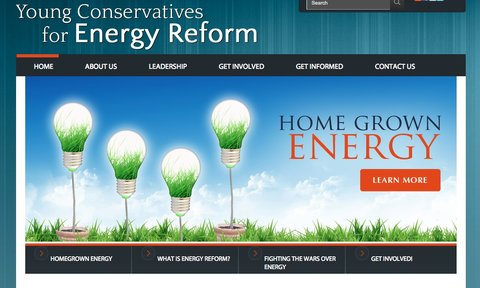 Young Conservatives
for Energy Reform
Search
HOME ABOUT US LEADERSHIP GET INVOLVED GET INFORMED CONTACT US
HOME GROWN
ENERGY
LEARN MORE
HOMEGROWN ENERGY WHAT IS ENERGY REFORM? FIGHTING THE WARS OVER ENERGY GET INVOLVED!